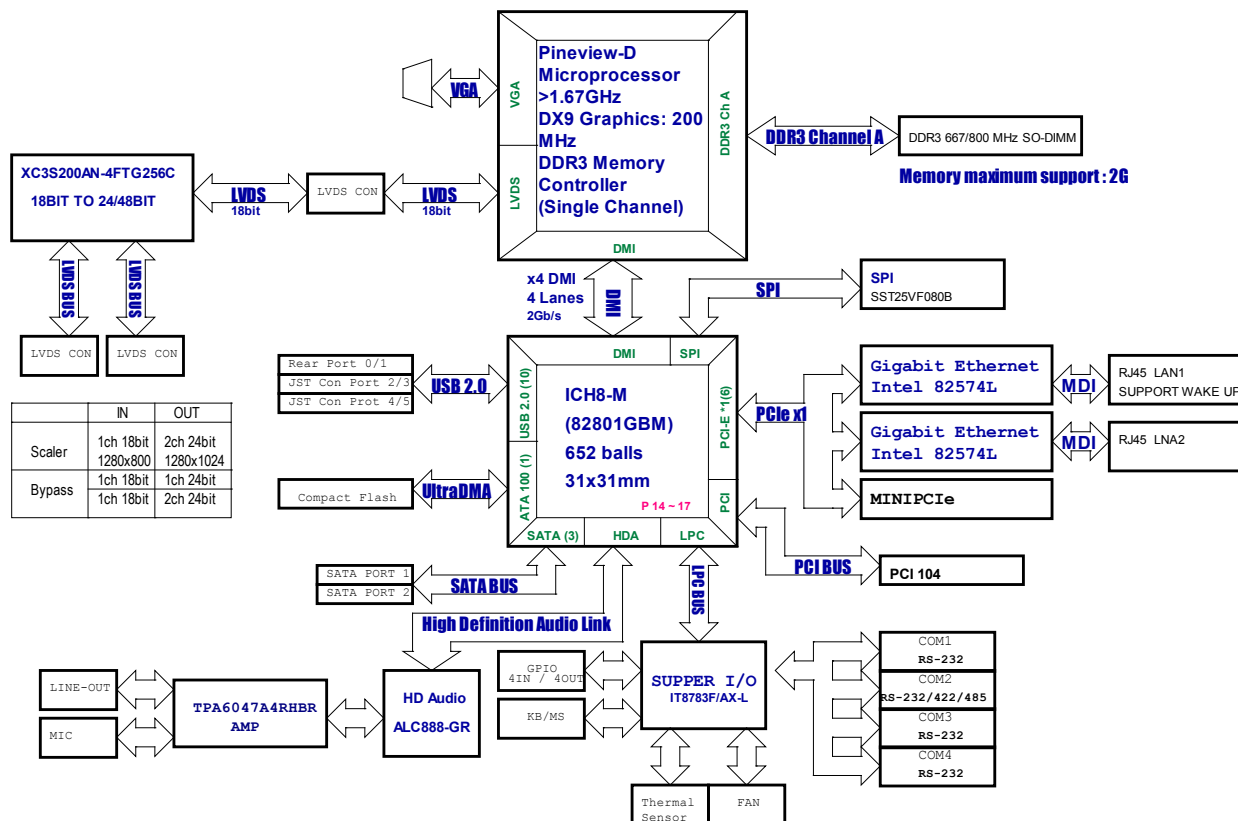 Pineview-D
Microprocessor
>1.67GHz
DX9 Graphics: 200
MHz
DDR3 Memory
Controller
(Single Channel)
VGA
LVDS
DMI
DDR3 Ch A
VGA
DDR3 Channel A
DDR3 667/800 MHz SO-DIMM
Memory maximum support : 2G
XC3S200AN-4FTG256C
18BIT TO 24/48BIT
LVDS
18bit
LVDS CON
LVDS
18bit
LVDS BUS
LVDS BUS
LVDS CON
LVDS CON
x4 DMI
4 Lanes
2Gb/s
DMI
SPI
SPI
SST25VF080B
IN OUT
Scaler
1ch 18bit 2ch 24bit
1280x800 1280x1024
Bypass
1ch 18bit 1ch 24bit
1ch 18bit 2ch 24bit
Rear Port 0/1
JST Con Port 2/3
JST Con Prot 4/5
USB 2.0
Compact Flash
UltraDMA
DMI
SPI
USB 2.0 (10)
ATA 100 (1)
ICH8-M
(82801GBM)
652 balls
31x31mm
P 14 ~ 17
PCI-E *1(6)
PCI
SATA (3)
HDA
LPC
PCIe x1
Gigabit Ethernet
Intel 82574L
MDI
RJ45 LAN1
SUPPORT WAKE UP
Gigabit Ethernet
Intel 82574L
MDI
RJ45 LNA2
MINIPCIe
PCI BUS
PCI 104
SATA PORT 1
SATA PORT 2
SATA BUS
LPC BUS
High Definition Audio Link
LINE-OUT
MIC
TPA6047A4RHBR
AMP
HD Audio
ALC888-GR
GPIO
4IN / 4OUT
KB/MS
SUPPER I/O
IT8783F/AX-L
Thermal
Sensor
FAN
COM1
RS-232
COM2
RS-232/422/485
COM3
RS-232
COM4
RS-232